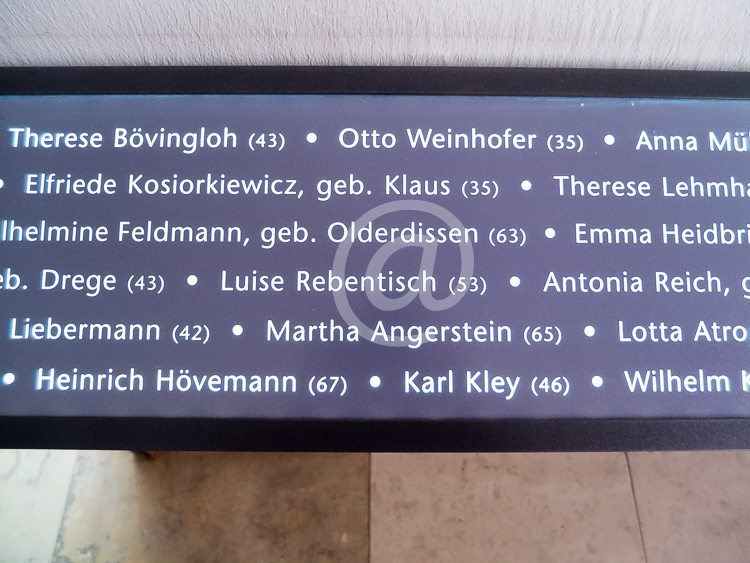 Therese Bövingloh (43) • Otto Weinhofer (35) • Anna
• Elfriede Kosiorkiewicz, geb. Klaus (35) • Therese
Feldmann, geb. Olderdissen (63) • Emma
Drege (43) • Luise Rebentisch (53) • Antonia Reich,
Liebermann (42) • Martha Angerstein (65) • Lotta
• Heinrich Hövemann (67) • Karl Kley (46) • Wilhelm
@